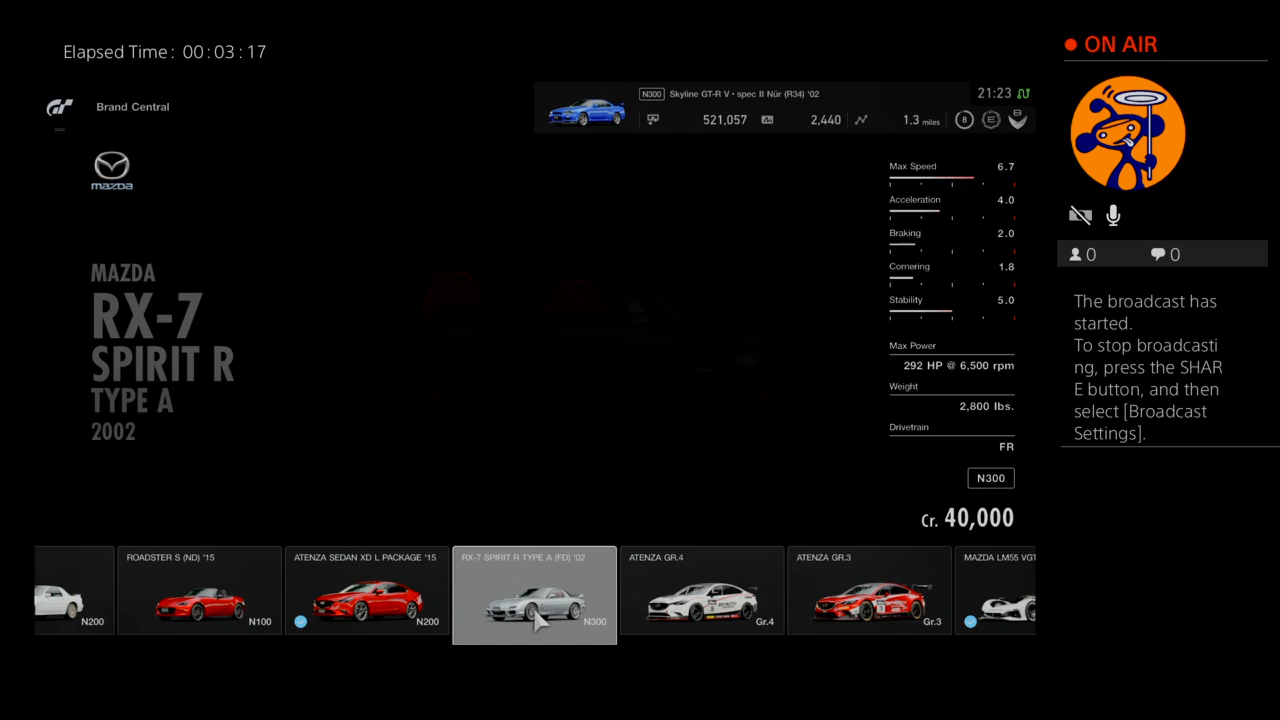 Elapsed Time: 00:03:17
ON AIR
Brand Central
N300 Skyline GT-R V・spec II Nür (R34) '02
21:23
521,057 2,440 1.3 miles 8 E B
mazda
MAZDA
RX-7
SPIRIT R
TYPE A
2002
Max Speed 6.7
Acceleration 4.0
Braking 2.0
Cornering 1.8
Stability 5.0
Max Power
292 HP @ 6,500 rpm
Weight
2,800 lbs.
Drivetrain
FR
N300
Cr. 40,000
0 0
The broadcast has
started.
To stop broadcasti
ng, press the SHAR
E button, and then
select [Broadcast
Settings].
N200
ROADSTER S (ND) '15
N100
ATENZA SEDAN XD L PACKAGE '15
N200
RX-7 SPIRIT R TYPE A (FD) '02
N300
ATENZA GR.4
Gr.4
ATENZA GR.3
Gr.3
MAZDA LM55 VGT